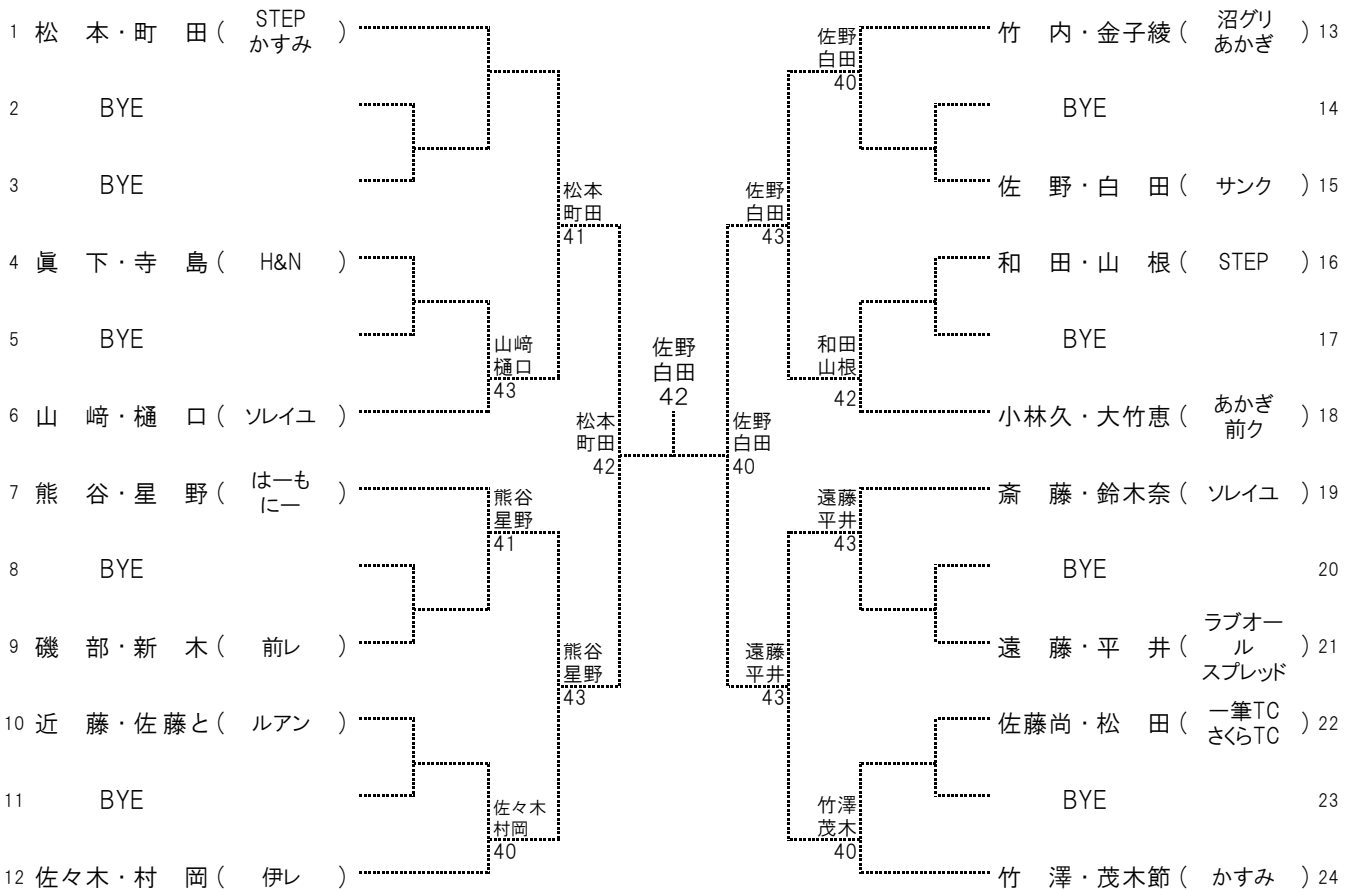 1 松 本・町 田 ( STEP かすみ )
2 BYE
3 BYE
4 眞 下・寺 島 ( H&N )
5 BYE
6 山 﨑・樋 口 ( ソレイユ )
7 熊 谷・星 野 ( はーも にー )
8 BYE
9 磯 部・新 木 ( 前レ )
10 近 藤・佐藤と ( ルアン )
11 BYE
12 佐々木・村 岡 ( 伊レ )
松本
町田
41
山﨑
樋口
43
熊谷
星野
41
佐々木
村岡
40
熊谷
星野
43
松本
町田
42
佐野
白田
42
佐野
白田
40
佐野
白田
43
遠藤
平井
43
佐野
白田
40
和田
山根
42
遠藤
平井
43
竹澤
茂木
40
竹 内・金子綾 ( 沼グリ あかぎ ) 13
BYE 14
佐 野・白 田 ( サンク ) 15
和 田・山 根 ( STEP ) 16
BYE 17
小林久・大竹恵 ( あかぎ 前ク ) 18
斎 藤・鈴木奈 ( ソレイユ ) 19
BYE 20
遠 藤・平 井 ( ラブオー ル スプレッド ) 21
佐藤尚・松 田 ( 一筆TC さくらTC ) 22
BYE 23
竹 澤・茂木節 ( かすみ ) 24